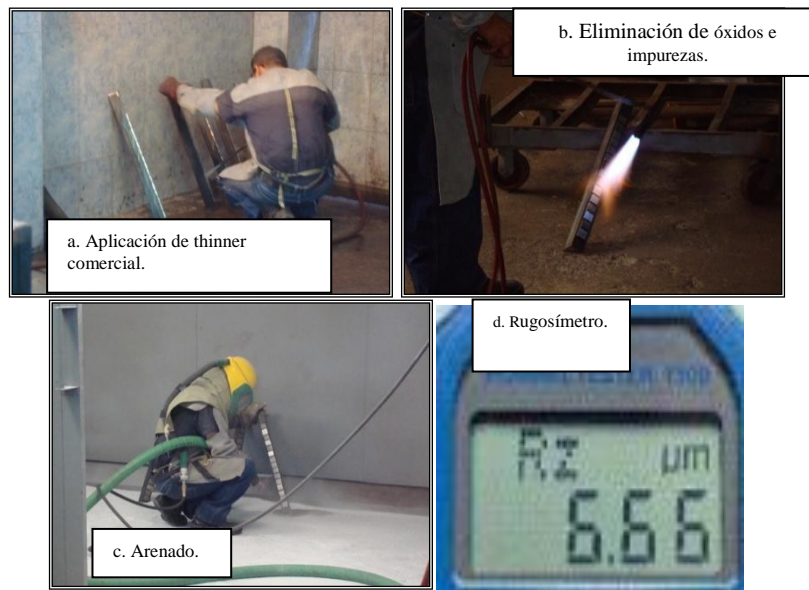 a. Aplicación de thinner
comercial.
b. Eliminación de óxidos e
impurezas.
c. Arenado.
d. Rugosímetro.
Rz µm
6.66